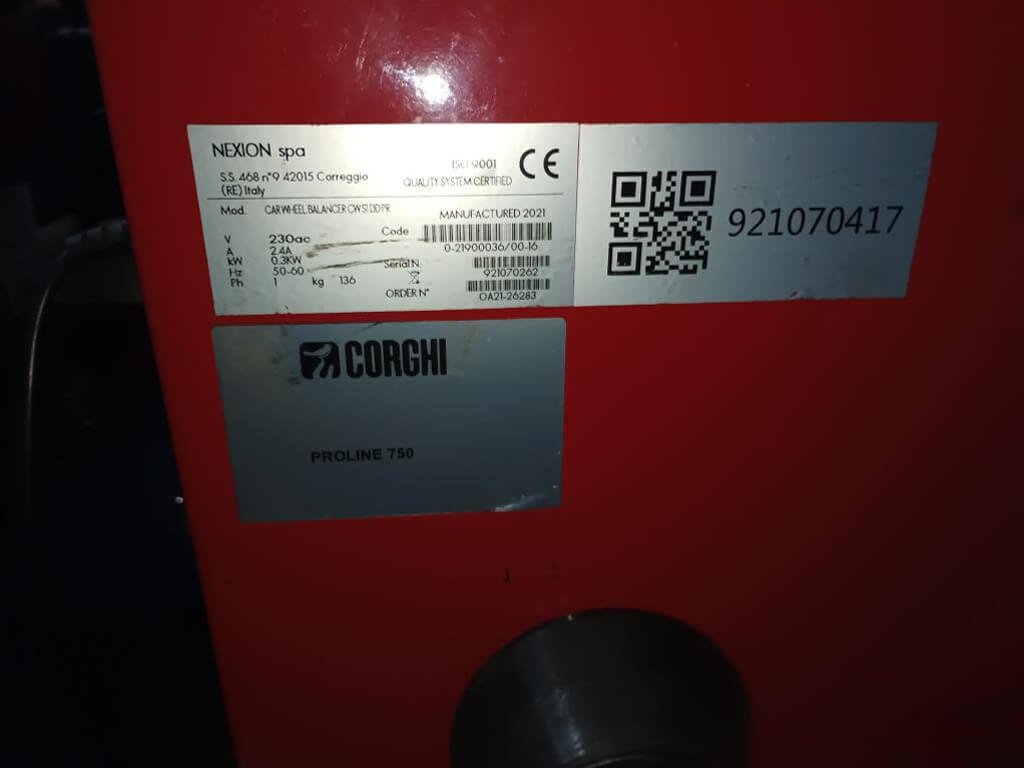 NEXION spa
S.S. 468 n°9 42015 Correggio
(RE) Italy
ISO 9001
QUALITY SYSTEM CERTIFIED
CE
Mod. CAR WHEEL BALANCER CWS1 DD PR
MANUFACTURED 2021
V 230ac
Code
0-21900036/00-16
A 2.4A
kW 0.3KW
Serial N.
921070262
Hz 50-60
Ph 1 kg 136
ORDER N°
OA21-26283
921070417
CORGHI
PROLINE 750